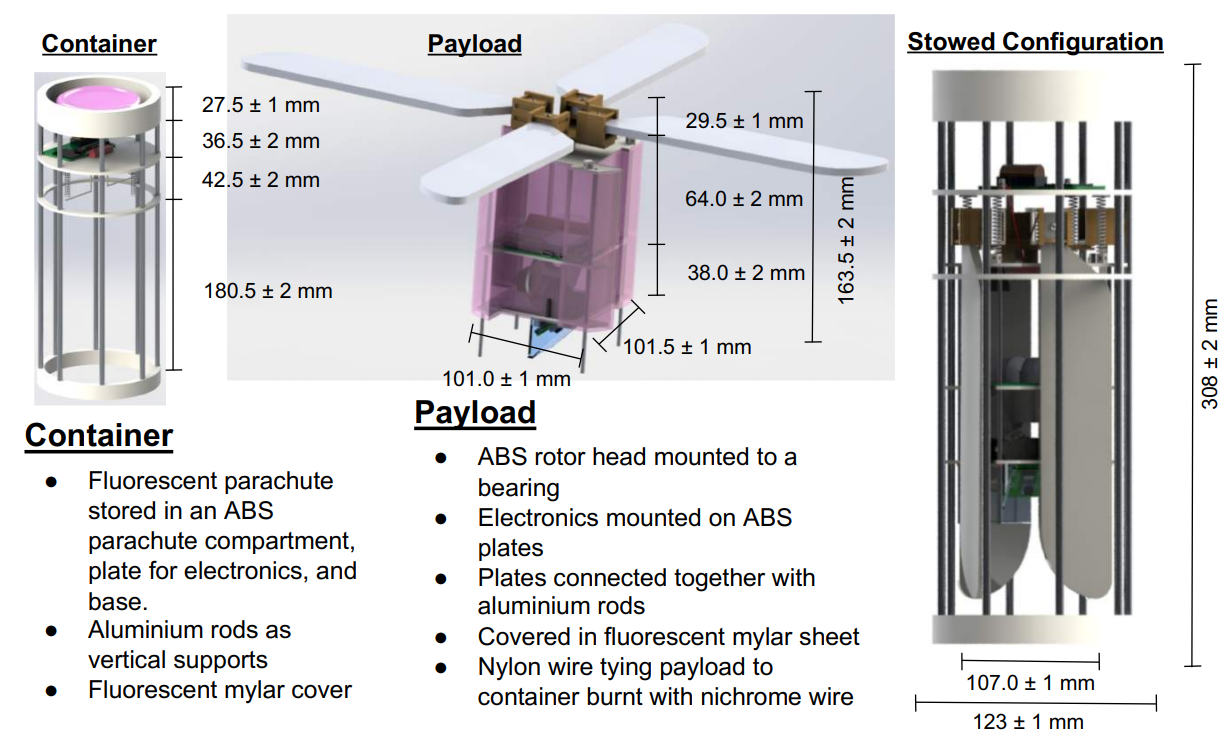 Container
27.5 ± 1 mm
36.5 ± 2 mm
42.5 ± 2 mm
180.5 ± 2 mm
Payload
29.5 ± 1 mm
64.0 ± 2 mm
38.0 ± 2 mm
163.5 ± 2 mm
101.5 ± 1 mm
101.0 ± 1 mm
Stowed Configuration
308 ± 2 mm
107.0 ± 1 mm
123 ± 1 mm
Container
● Fluorescent parachute
stored in an ABS
parachute compartment,
plate for electronics, and
base.
● Aluminium rods as
vertical supports
● Fluorescent mylar cover
Payload
● ABS rotor head mounted to a
bearing
● Electronics mounted on ABS
plates
● Plates connected together with
aluminium rods
● Covered in fluorescent mylar sheet
● Nylon wire tying payload to
container burnt with nichrome wire